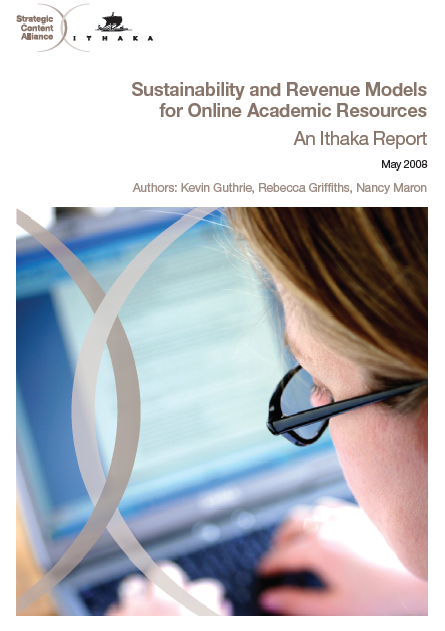 Strategic
Content
Alliance
ITHAKA
Sustainability and Revenue Models
for Online Academic Resources
An Ithaka Report
May 2008
Authors: Kevin Guthrie, Rebecca Griffiths, Nancy Maron